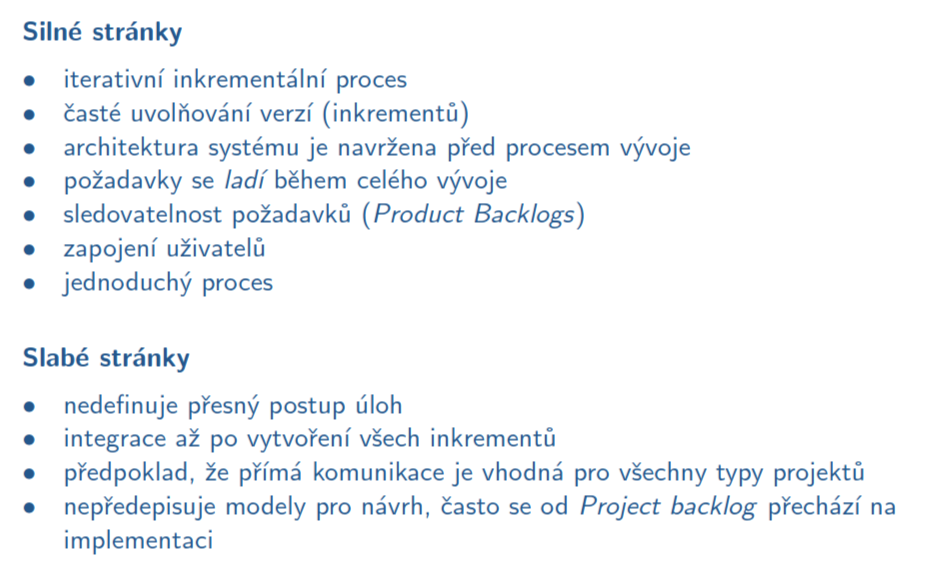 Silné stránky
• iterativní inkrementální proces
• časté uvolňování verzí (inkrementů)
• architektura systému je navržena před procesem vývoje
• požadavky se ladí během celého vývoje
• sledovatelnost požadavků (Product Backlogs)
• zapojení uživatelů
• jednoduchý proces
Slabé stránky
• nedefinuje přesný postup úloh
• integrace až po vytvoření všech inkrementů
• předpoklad, že přímá komunikace je vhodná pro všechny typy projektů
• nepředepisuje modely pro návrh, často se od Project backlog přechází na
implementaci